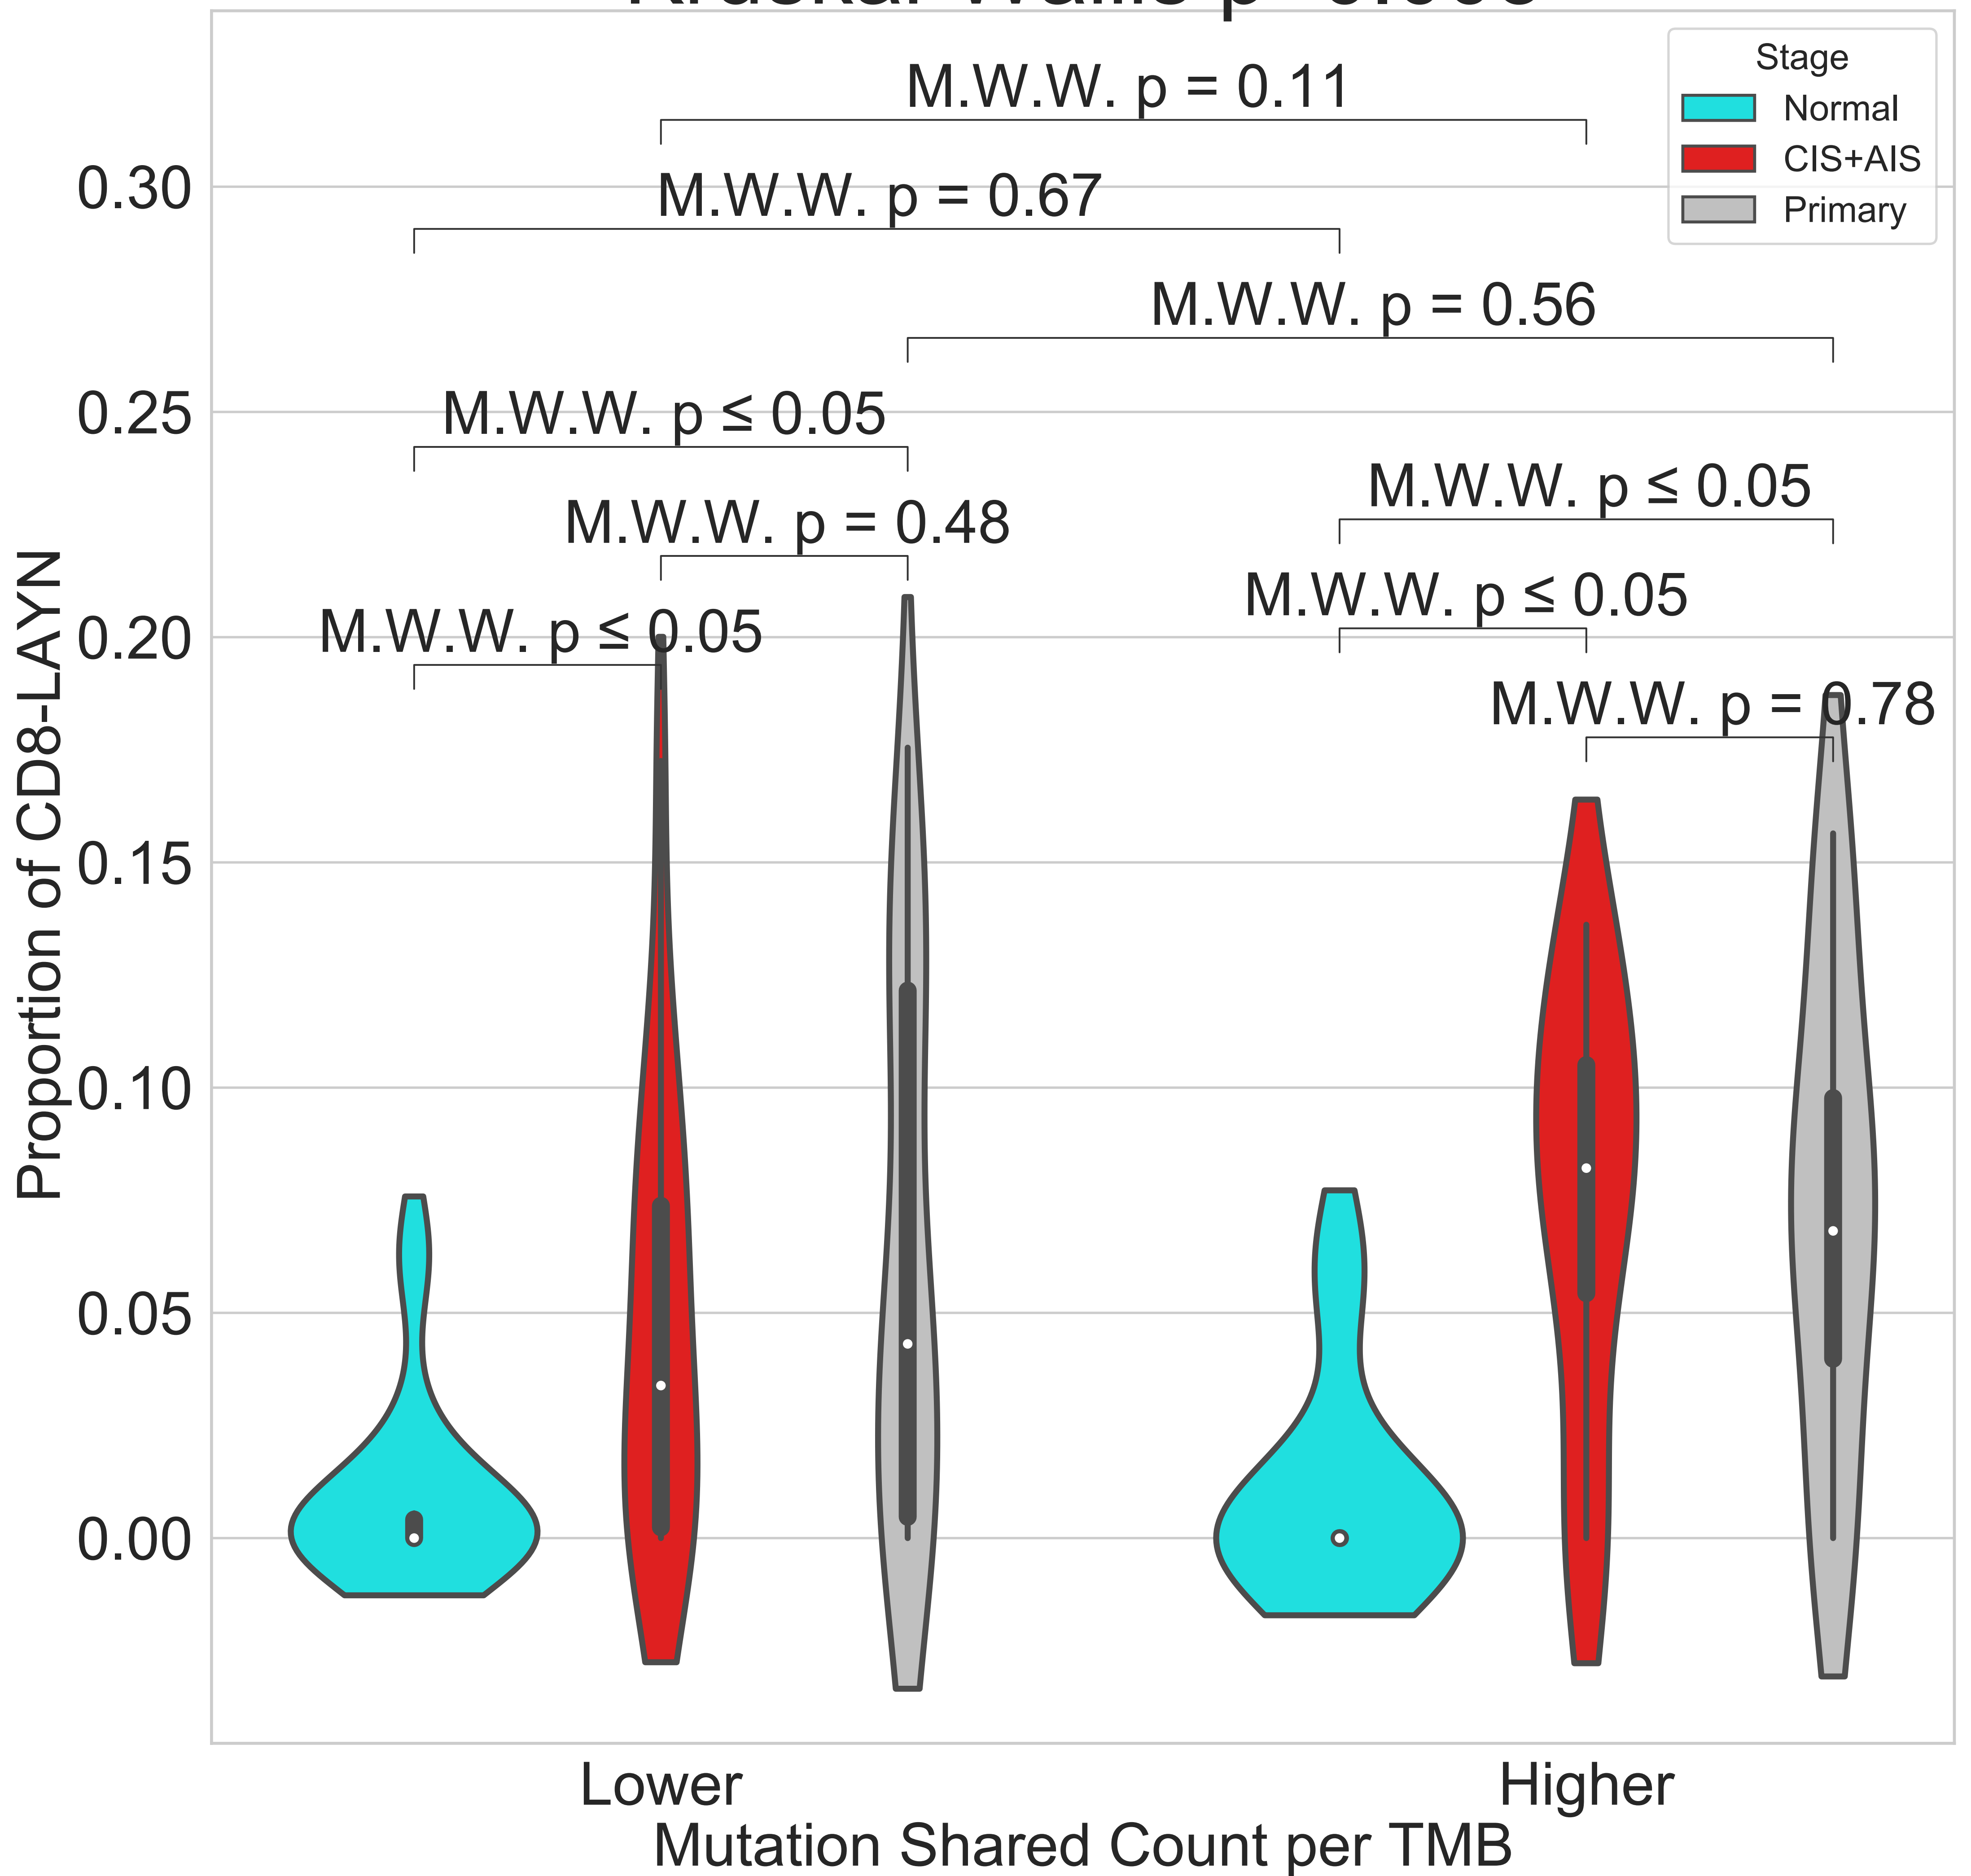 Stage
Normal
CIS+AIS
Primary
M.W.W. p = 0.11
M.W.W. p = 0.67
M.W.W. p = 0.56
M.W.W. p ≤ 0.05
M.W.W. p ≤ 0.05
M.W.W. p = 0.48
M.W.W. p ≤ 0.05
M.W.W. p ≤ 0.05
M.W.W. p = 0.78
0.30
0.25
0.20
0.15
0.10
0.05
0.00
Proportion of CD8-LAYN
Lower
Higher
Mutation Shared Count per TMB